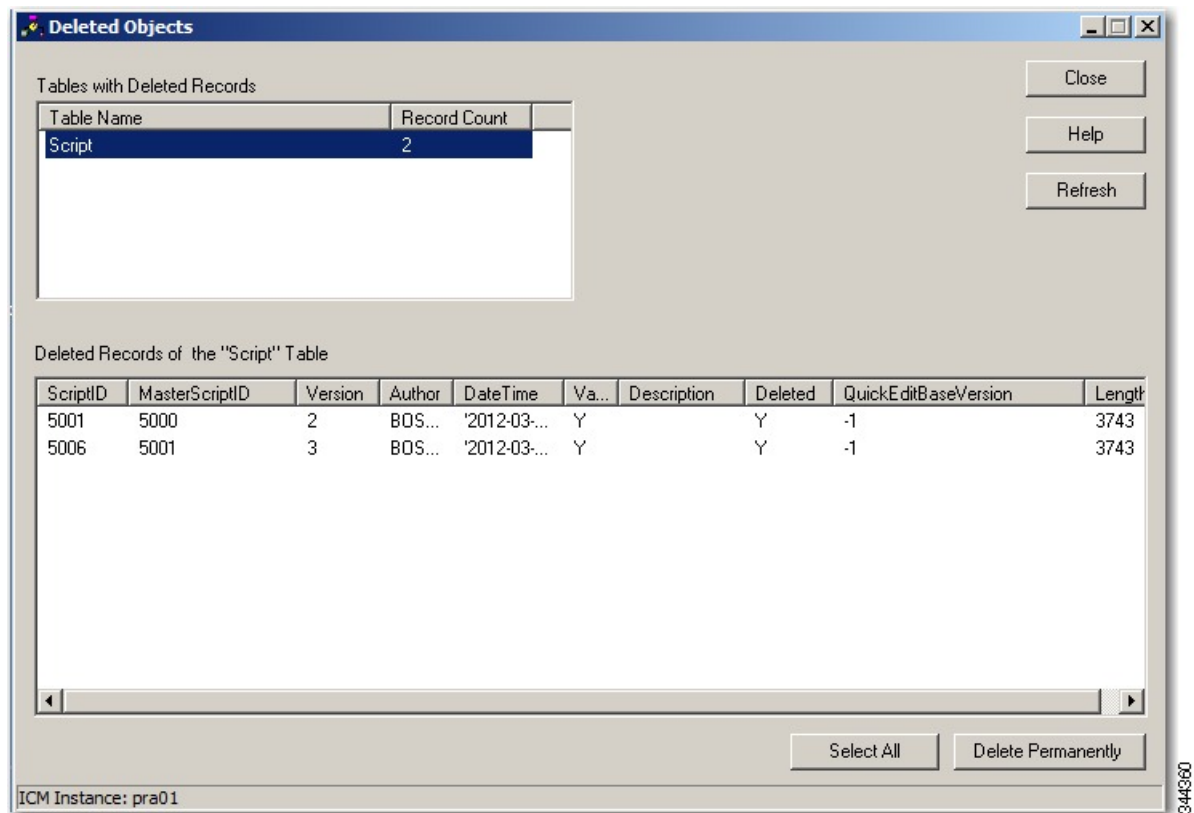 Deleted Objects
Tables with Deleted Records
Close
Table Name Record Count
Help
Script 2
Refresh
Deleted Records of the "Script" Table
ScriptID MasterScriptID Version Author DateTime Va... Description Deleted QuickEditBaseVersion Length
5001 5000 2 BOS... '2012-03-... Y Y -1 3743
5006 5001 3 BOS... '2012-03-... Y Y -1 3743
Select All Delete Permanently
ICM Instance: pra01
344360